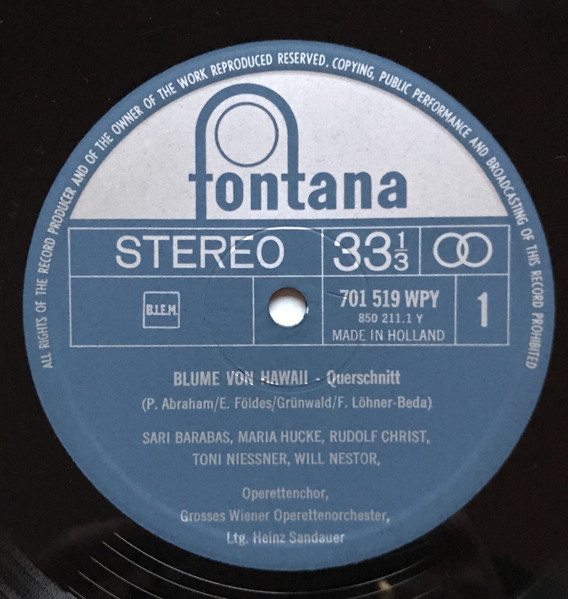 ALL RIGHTS OF THE RECORD PRODUCER AND OF THE OWNER OF THE WORK REPRODUCED RESERVED. COPYING, PUBLIC PERFORMANCE AND BROADCASTING OF THIS RECORD PROHIBITED
fontana
STEREO 33 1/3
B.I.E.M. 701 519 WPY 1
850 211.1 Y
MADE IN HOLLAND
BLUME VON HAWAII - Querschnitt
(P. Abraham/E. Földes/Grünwald/F. Löhner-Beda)
SARI BARABAS, MARIA HUCKE, RUDOLF CHRIST,
TONI NIESSNER, WILL NESTOR,
Operettenchor,
Grosses Wiener Operettenorchester,
Ltg. Heinz Sandauer